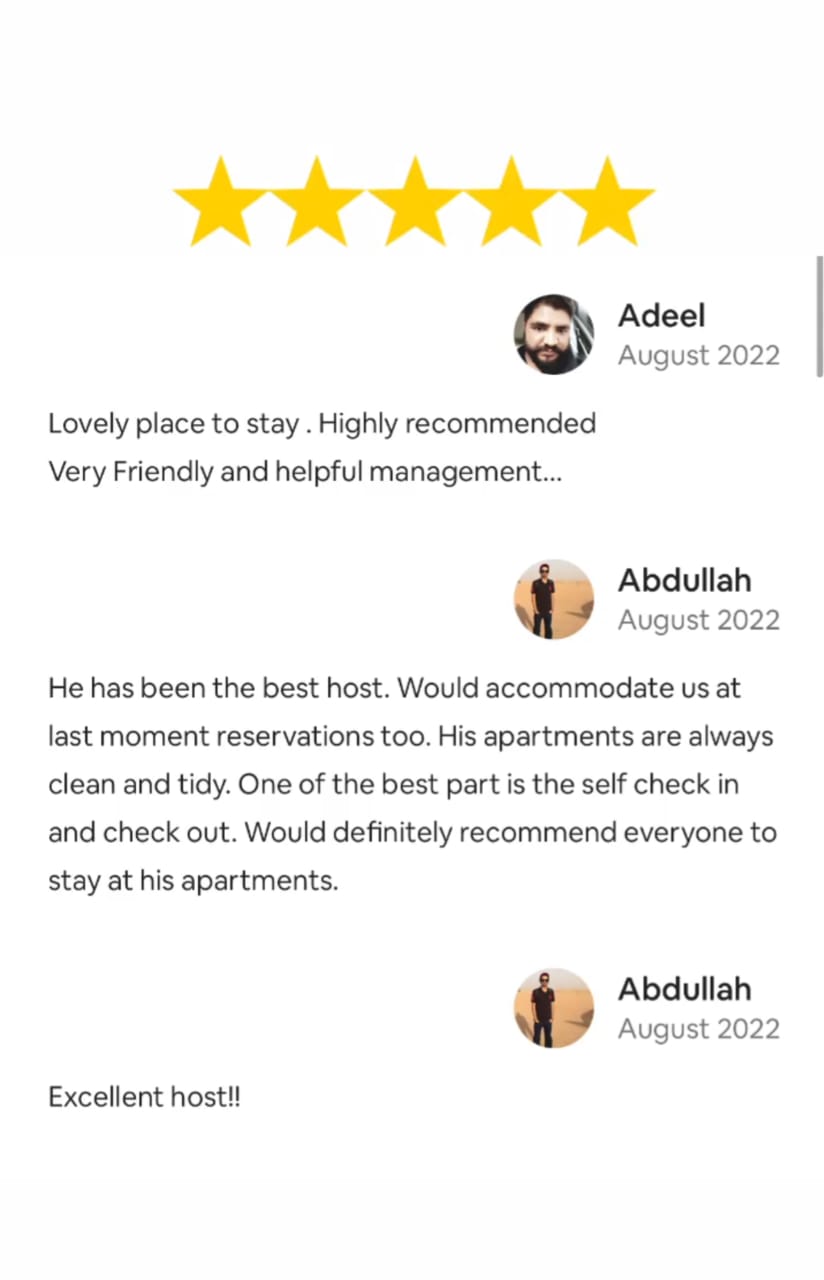 Adeel
August 2022
Lovely place to stay . Highly recommended
Very Friendly and helpful management...
Abdullah
August 2022
He has been the best host. Would accommodate us at
last moment reservations too. His apartments are always
clean and tidy. One of the best part is the self check in
and check out. Would definitely recommend everyone to
stay at his apartments.
Abdullah
August 2022
Excellent host!!